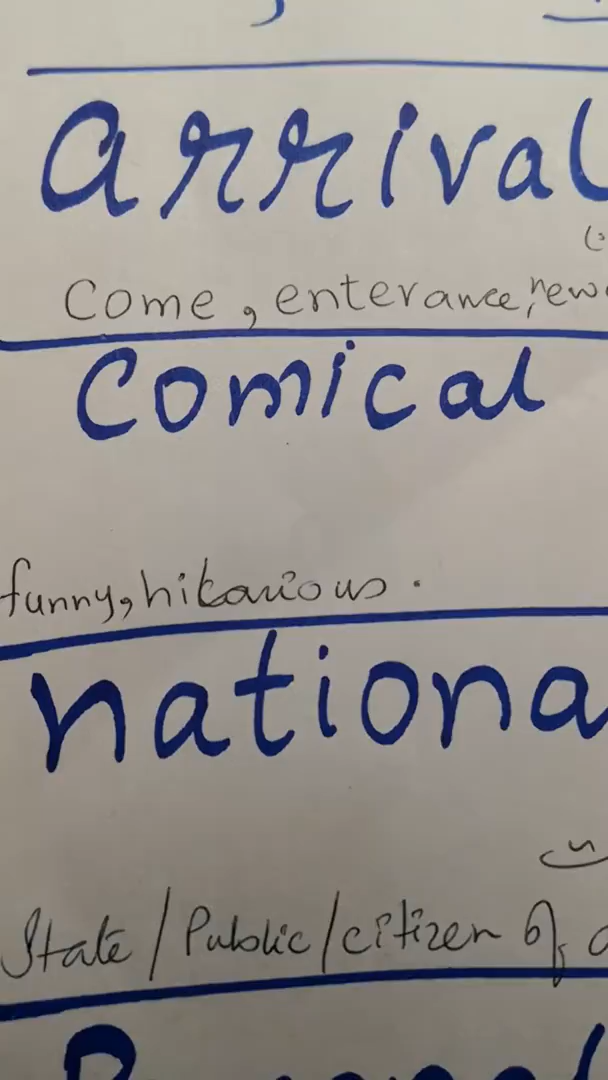 arrival
Come, enterance, new
Comical
funny, hilarious.
nationa
State / Public / citizen of